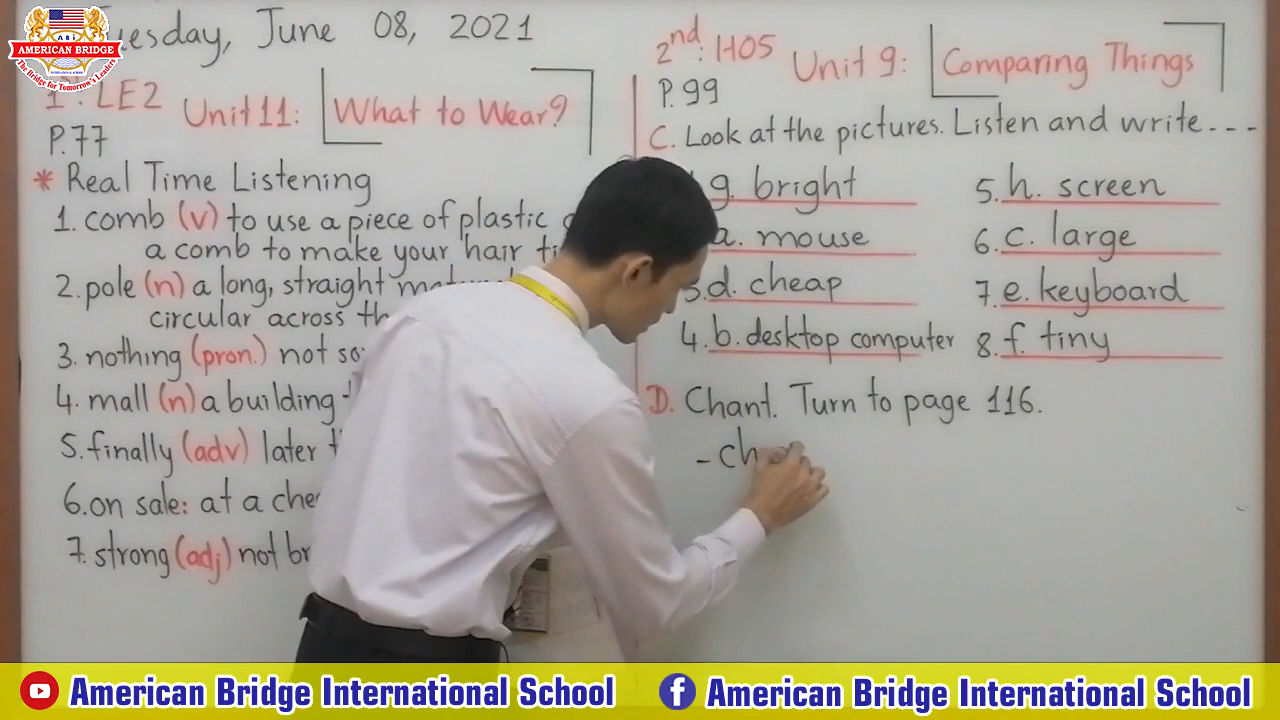 AMERICAN BRIDGE
The Bridge for Tomorrow's Leaders
Tuesday, June 08, 2021
LE2 Unit 11: What to Wear?
P.77
* Real Time Listening
1. comb (v) to use a piece of plastic
a comb to make your hair
2. pole (n) a long, straight
circular across
3. nothing (pron.) not
4. mall (n) a building
5. finally (adv) later
6. on sale: at a
7. strong (adj) not
2nd: HO5 Unit 9: Comparing Things
P. 99
C. Look at the pictures. Listen and write...
g. bright
a. mouse
d. cheap
4. b. desktop computer
5. h. screen
6. c. large
7. e. keyboard
8. f. tiny
D. Chant. Turn to page 116.
American Bridge International School
American Bridge International School